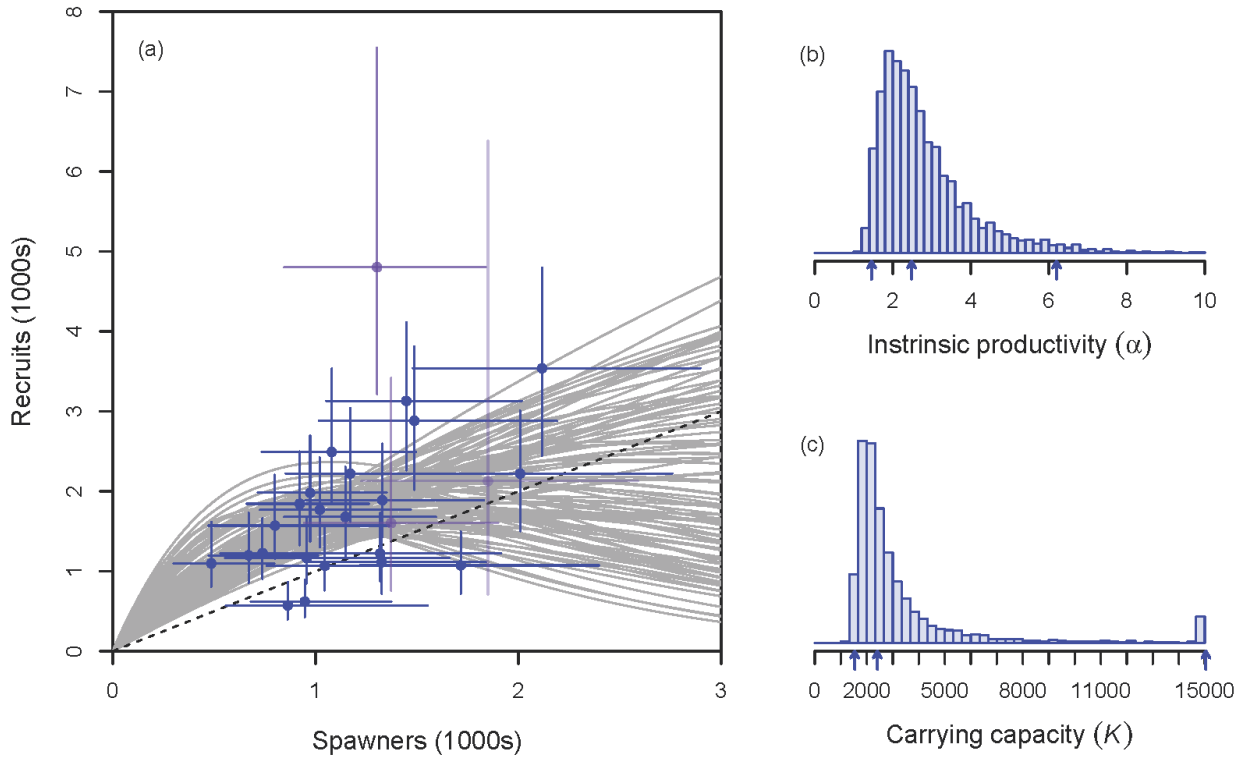 (a)
8
7
6
5
4
3
2
1
0
Recruits (1000s)
0 1 2 3
Spawners (1000s)
(b)
0 2 4 6 8 10
Instrinsic productivity (α)
(c)
0 2000 5000 8000 11000 15000
Carrying capacity (K)